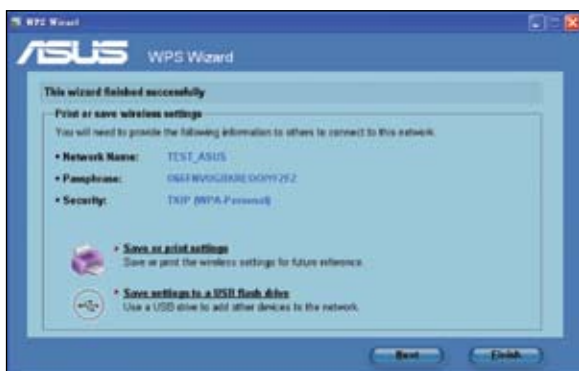 WPS Wizard
ASUS WPS Wizard
This wizard finished successfully
Print or save wireless settings
You will need to provide the following information to others to connect to this network.
• Network Name: TEST_ASUS
• Passphrase:
• Security: TKIP (WPA-Personal)
• Save or print settings
Save or print the wireless settings for future reference.
• Save settings to a USB flash drive
Use a USB drive to add other devices to the network.
Next Finish